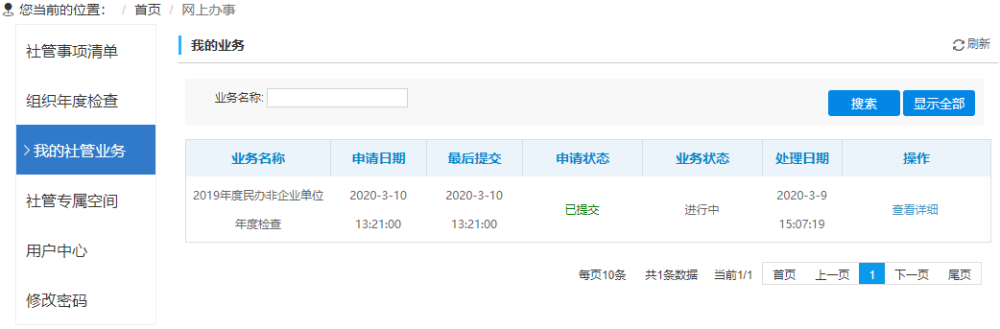 您当前的位置： / 首页 / 网上办事
社管事项清单
组织年度检查
我的社管业务
社管专属空间
用户中心
修改密码
我的业务
刷新
业务名称:
搜索 显示全部
业务名称 申请日期 最后提交 申请状态 业务状态 处理日期 操作
2019年度民办非企业单位 2020-3-10 2020-3-10 已提交 进行中 2020-3-9 查看详细
年度检查 13:21:00 13:21:00 15:07:19
每页10条 共1条数据 当前1/1 首页 上一页 1 下一页 尾页